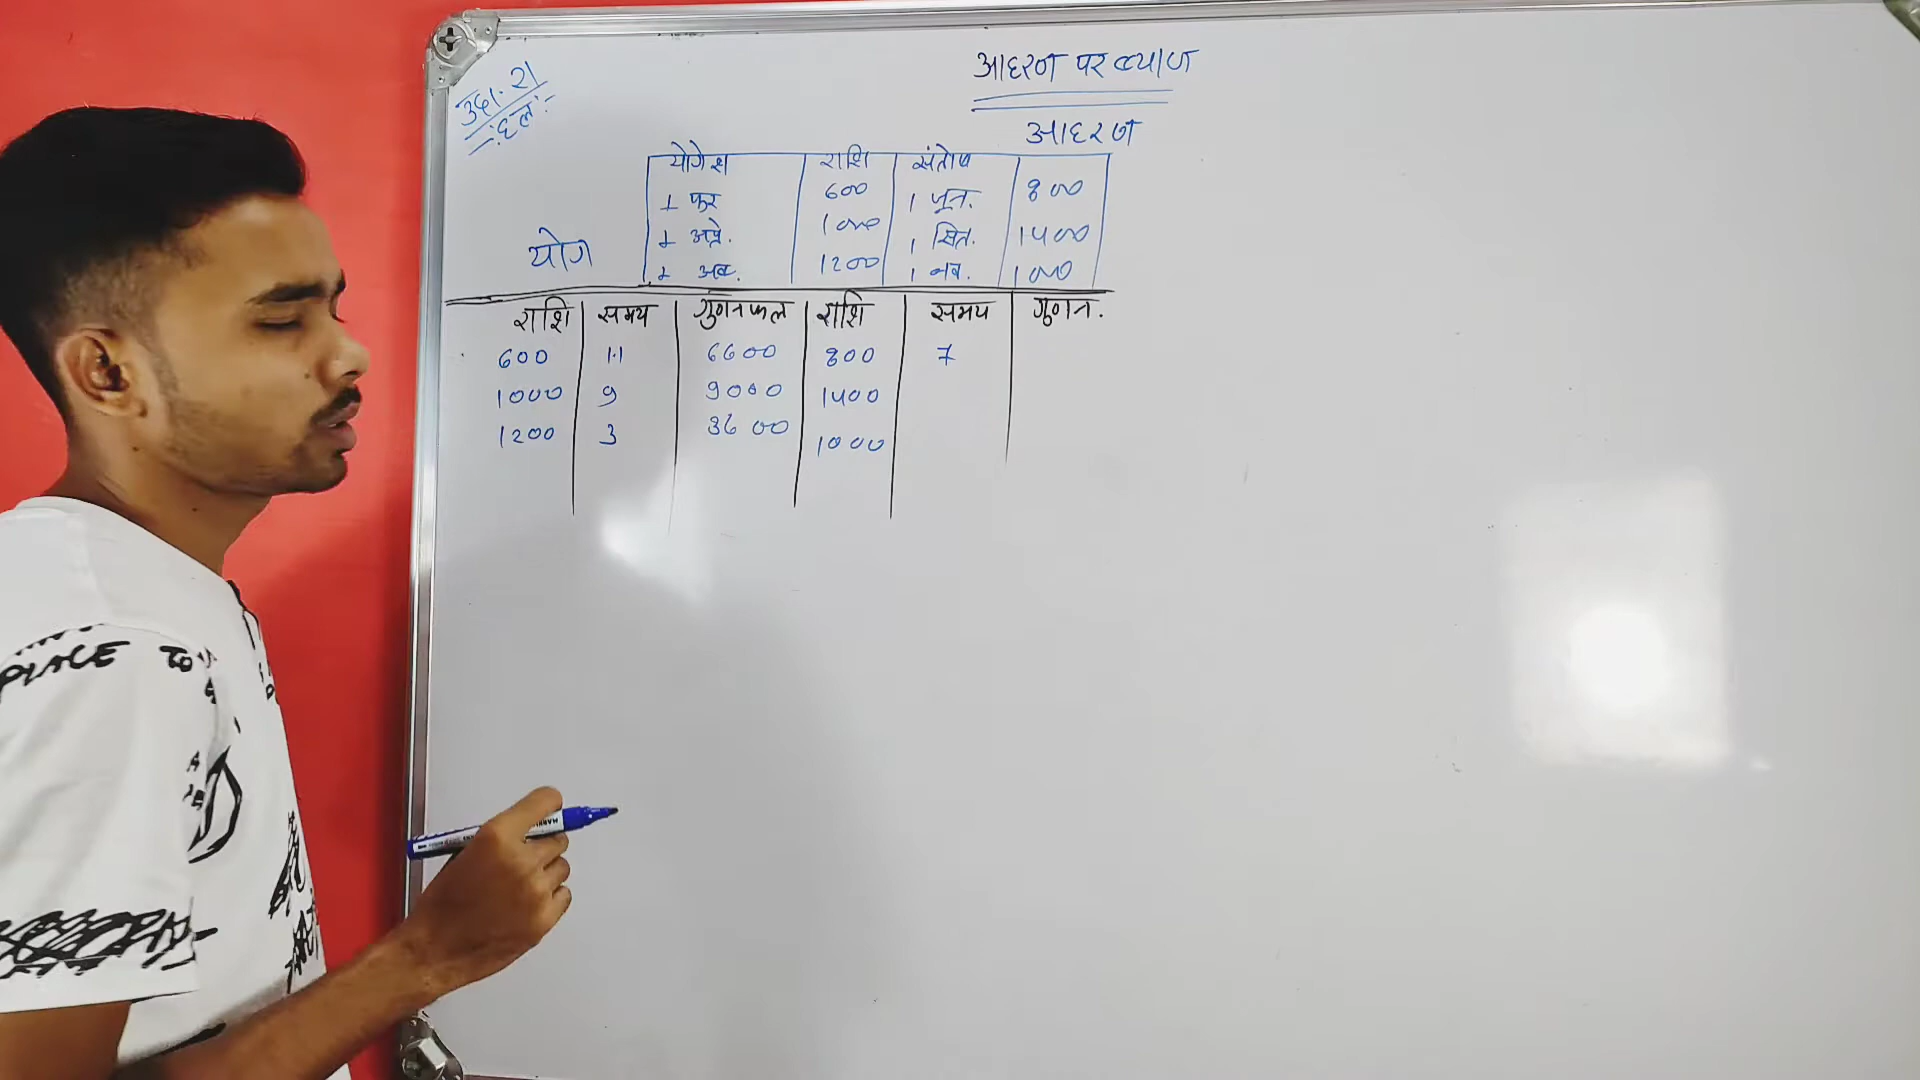 उदा. 21
हलः-
आहरण पर ब्याज
आहरण
योगेश राशि संतोष
1 फर 600 1 जून. 800
1 अप्रे. 1000 1 सित. 1400
1 अक्ट. 1200 1 नव. 1000
योग
राशि समय गुणनफल राशि समय गुणन.
600 11 6600 800 7
1000 9 9000 1400
1200 3 3600 1000
PLACE TO